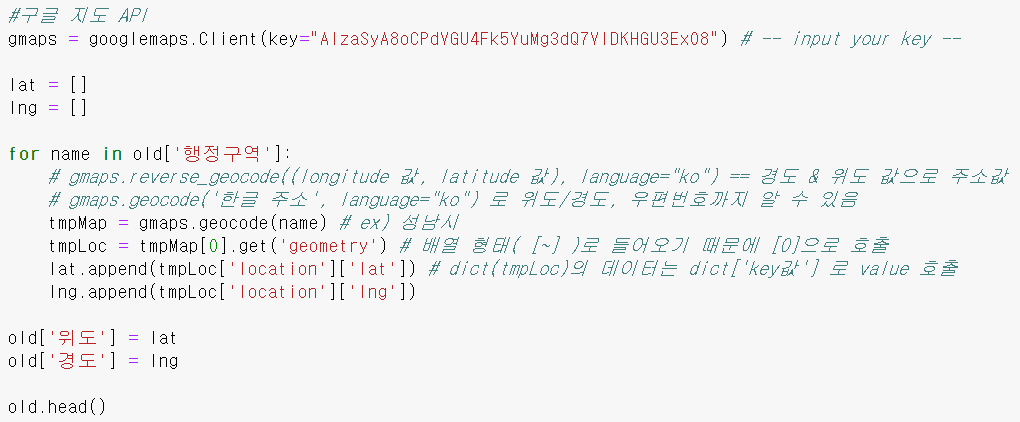 #구글 지도 API
gmaps = googlemaps.Client(key="AIzaSyA8oCPdYGU4Fk5YuMg3dQ7YIDKHGU3Ex08") # -- input your key --
lat = []
lng = []
for name in old['행정구역']:
# gmaps.reverse_geocode((longitude 값, latitude 값), language="ko") == 경도 & 위도 값으로 주소값
# gmaps.geocode('한글 주소', language="ko") 로 위도/경도, 우편번호까지 알 수 있음
tmpMap = gmaps.geocode(name) # ex) 성남시
tmpLoc = tmpMap[0].get('geometry') # 배열 형태( [~] )로 들어오기 때문에 [0]으로 호출
lat.append(tmpLoc['location']['lat']) # dict(tmpLoc)의 데이터는 dict['key값'] 로 value 호출
lng.append(tmpLoc['location']['lng'])
old['위도'] = lat
old['경도'] = lng
old.head()